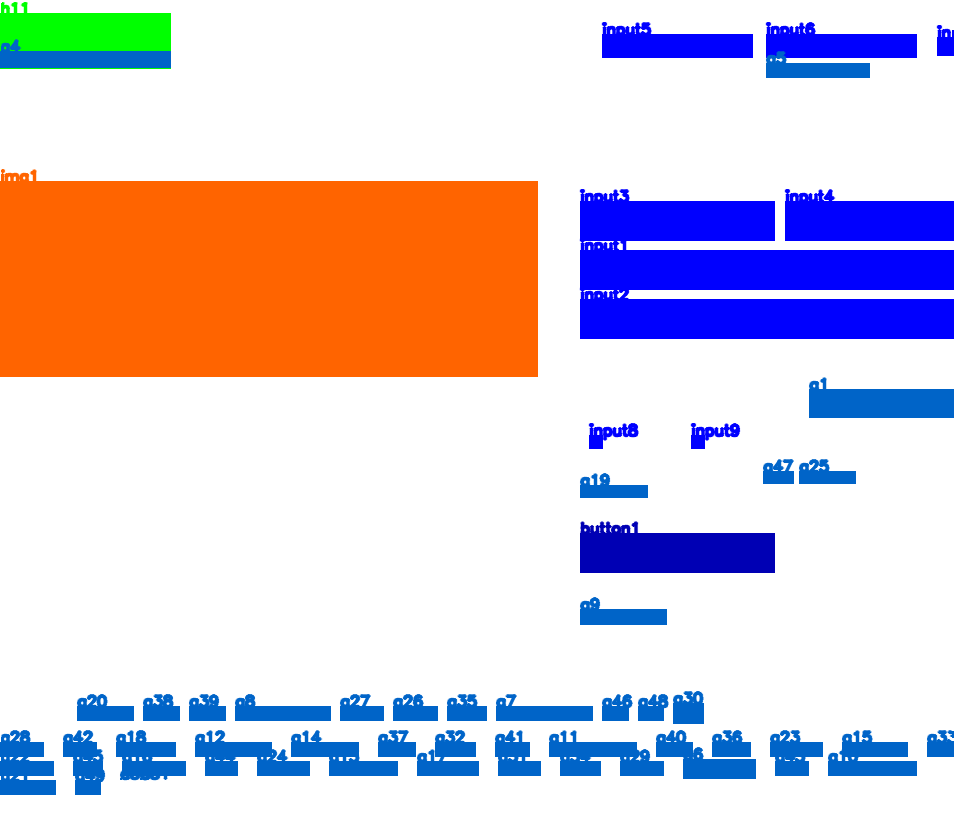 h11
a4
input5 input6
a5
img1
input3 input4
input1
input2
a1
input8 input9
a47 a25
a19
button1
a9
a20 a38 a39 a8 a27 a26 a35 a7 a46 a48 a30
a28 a42 a18 a12 a14 a37 a32 a41 a11 a40 a36 a23 a15 a33